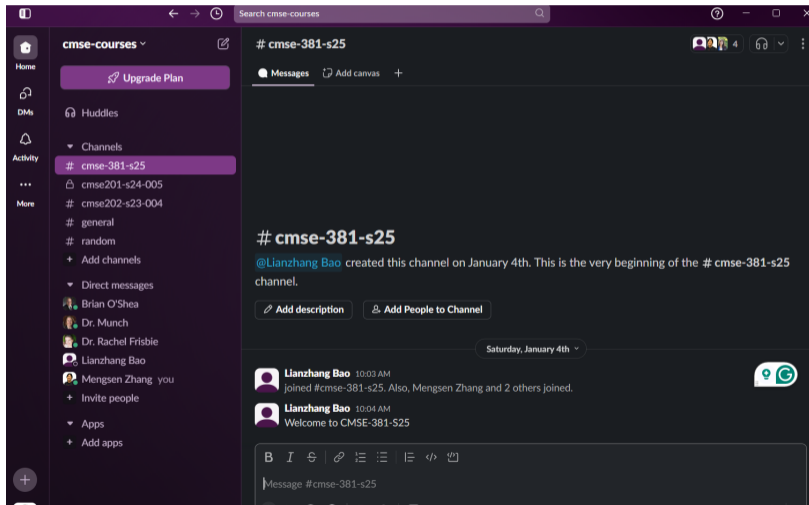 Search cmse-courses
Home
DMs
Activity
More
cmse-courses
Upgrade Plan
Huddles
Channels
# cmse-381-s25
cmse201-s24-005
# cmse202-s23-004
# general
# random
+ Add channels
Direct messages
Brian O'Shea
Dr. Munch
Dr. Rachel Frisbie
Lianzhang Bao
Mengsen Zhang you
+ Invite people
Apps
+ Add apps
# cmse-381-s25
4
Messages
Add canvas
+
# cmse-381-s25
@Lianzhang Bao created this channel on January 4th. This is the very beginning of the # cmse-381-s25
channel.
Add description
Add People to Channel
Saturday, January 4th
Lianzhang Bao 10:03 AM
joined #cmse-381-s25. Also, Mengsen Zhang and 2 others joined.
Lianzhang Bao 10:04 AM
Welcome to CMSE-381-S25
B I S
Message #cmse-381-s25